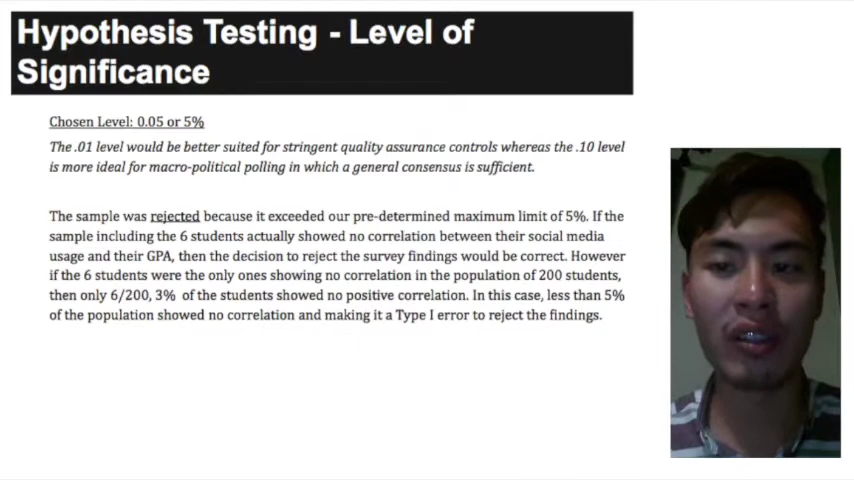 Hypothesis Testing - Level of
Significance
Chosen Level: 0.05 or 5%
The .01 level would be better suited for stringent quality assurance controls whereas the .10 level
is more ideal for macro-political polling in which a general consensus is sufficient.
The sample was rejected because it exceeded our pre-determined maximum limit of 5%. If the
sample including the 6 students actually showed no correlation between their social media
usage and their GPA, then the decision to reject the survey findings would be correct. However
if the 6 students were the only ones showing no correlation in the population of 200 students,
then only 6/200, 3% of the students showed no positive correlation. In this case, less than 5%
of the population showed no correlation and making it a Type I error to reject the findings.